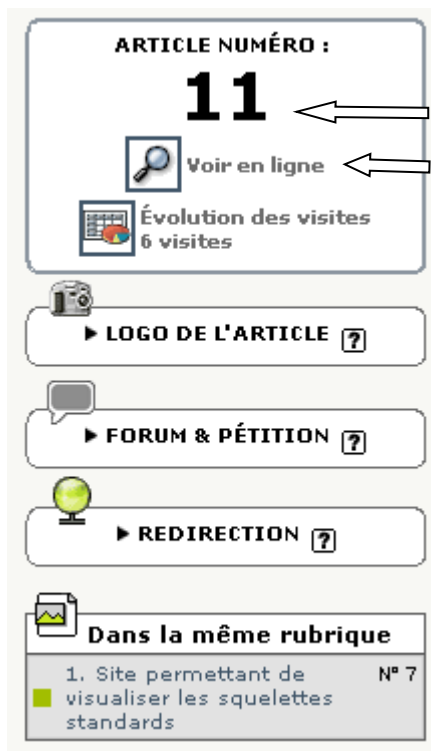 ARTICLE NUMÉRO :
11
Voir en ligne
Évolution des visites
6 visites
LOGO DE L'ARTICLE ?
FORUM & PÉTITION ?
REDIRECTION ?
Dans la même rubrique
1. Site permettant de N° 7
visualiser les squelettes
standards